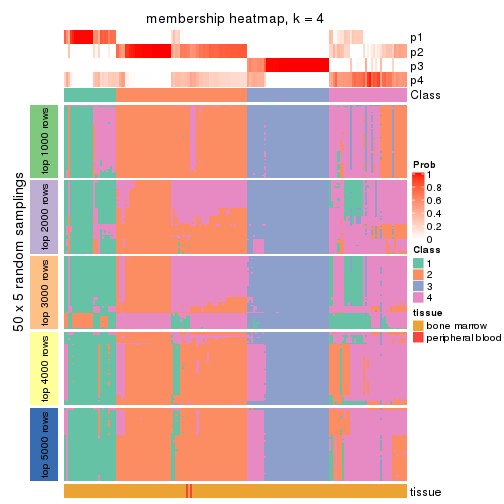 membership heatmap, k = 4
p1
p2
p3
p4
Class
50 x 5 random samplings
top 1000 rows
top 2000 rows
top 3000 rows
top 4000 rows
top 5000 rows
tissue
Prob
1
0.8
0.6
0.4
0.2
0
Class
1
2
3
4
tissue
bone marrow
peripheral blood